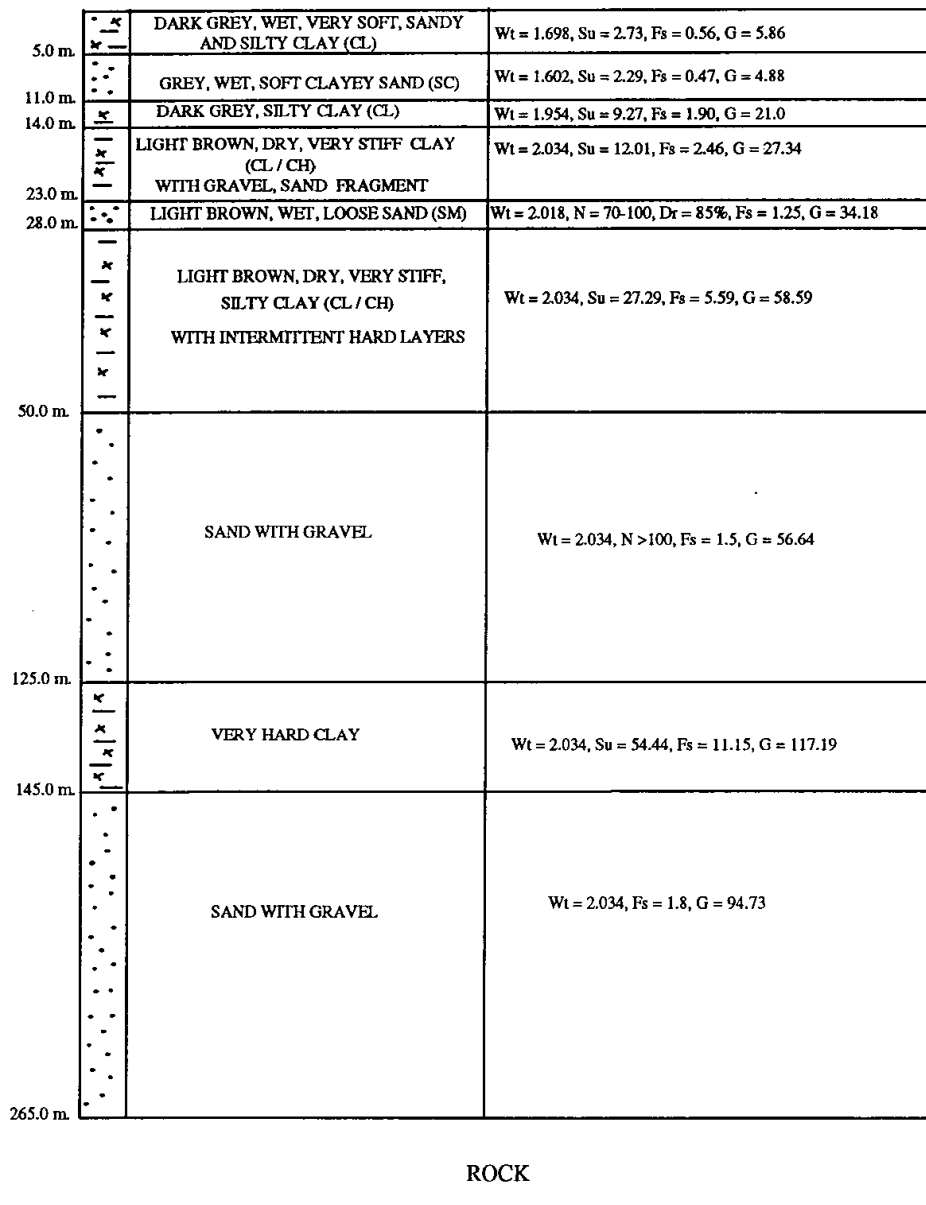 DARK GREY, WET, VERY SOFT, SANDY
AND SILTY CLAY (CL)
Wt = 1.698, Su = 2.73, Fs = 0.56, G = 5.86
5.0 m.
GREY, WET, SOFT CLAYEY SAND (SC)
Wt = 1.602, Su = 2.29, Fs = 0.47, G = 4.88
11.0 m.
DARK GREY, SILTY CLAY (CL)
Wt = 1.954, Su = 9.27, Fs = 1.90, G = 21.0
14.0 m.
LIGHT BROWN, DRY, VERY STIFF CLAY
(CL / CH)
WITH GRAVEL, SAND FRAGMENT
Wt = 2.034, Su = 12.01, Fs = 2.46, G = 27.34
23.0 m.
LIGHT BROWN, WET, LOOSE SAND (SM)
Wt = 2.018, N = 70-100, Dr = 85%, Fs = 1.25, G = 34.18
28.0 m.
LIGHT BROWN, DRY, VERY STIFF,
SILTY CLAY (CL / CH)
WITH INTERMITTENT HARD LAYERS
Wt = 2.034, Su = 27.29, Fs = 5.59, G = 58.59
50.0 m.
SAND WITH GRAVEL
Wt = 2.034, N >100, Fs = 1.5, G = 56.64
125.0 m.
VERY HARD CLAY
Wt = 2.034, Su = 54.44, Fs = 11.15, G = 117.19
145.0 m.
SAND WITH GRAVEL
Wt = 2.034, Fs = 1.8, G = 94.73
265.0 m.
ROCK